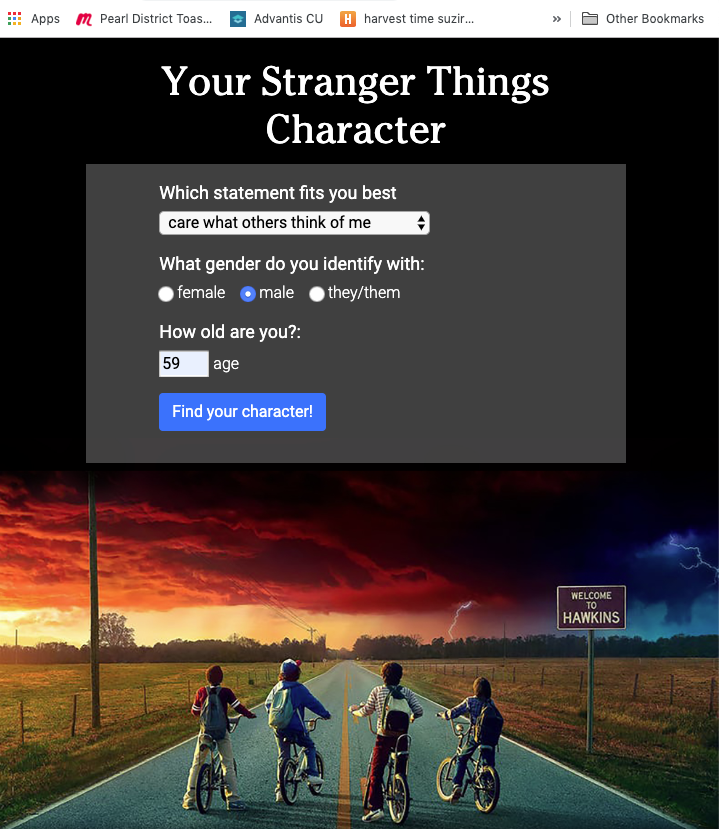 Apps Pearl District Toas... Advantis CU H harvest time suzir... » Other Bookmarks
Your Stranger Things
Character
Which statement fits you best
care what others think of me
What gender do you identify with:
female male they/them
How old are you?:
59 age
Find your character!
WELCOME
TO
HAWKINS